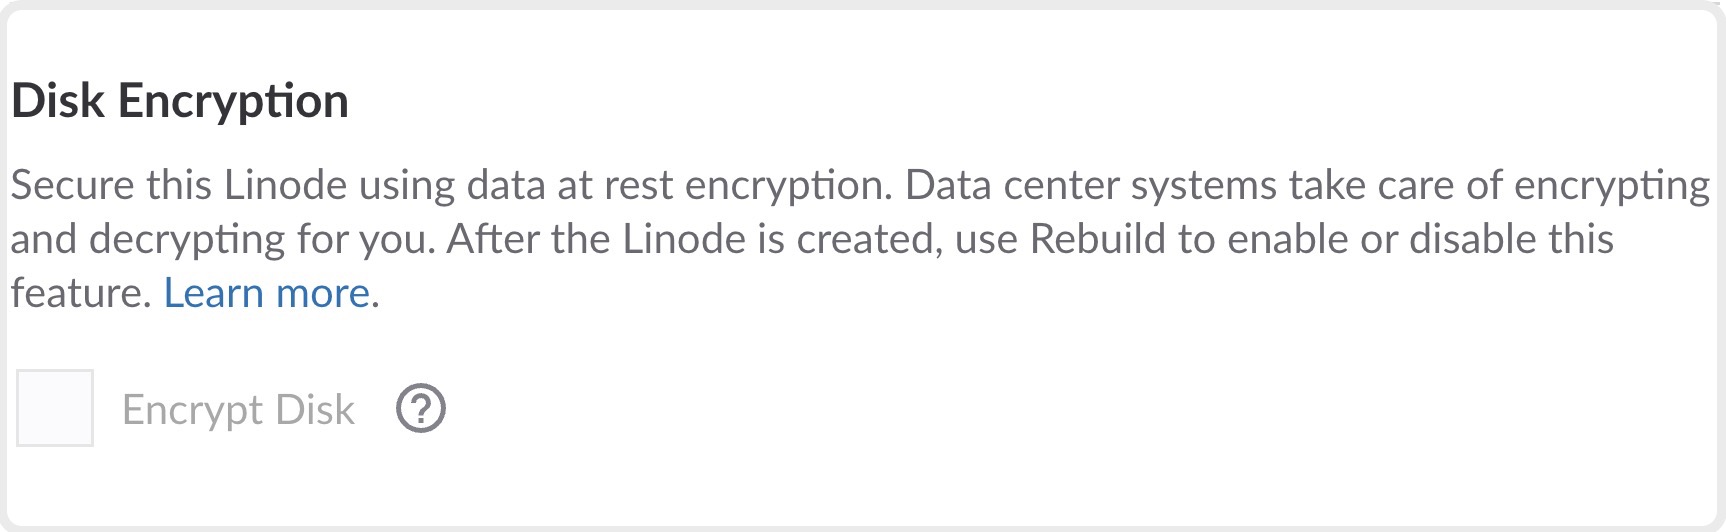 Disk Encryption
Secure this Linode using data at rest encryption. Data center systems take care of encrypting
and decrypting for you. After the Linode is created, use Rebuild to enable or disable this
feature. Learn more.
Encrypt Disk ?